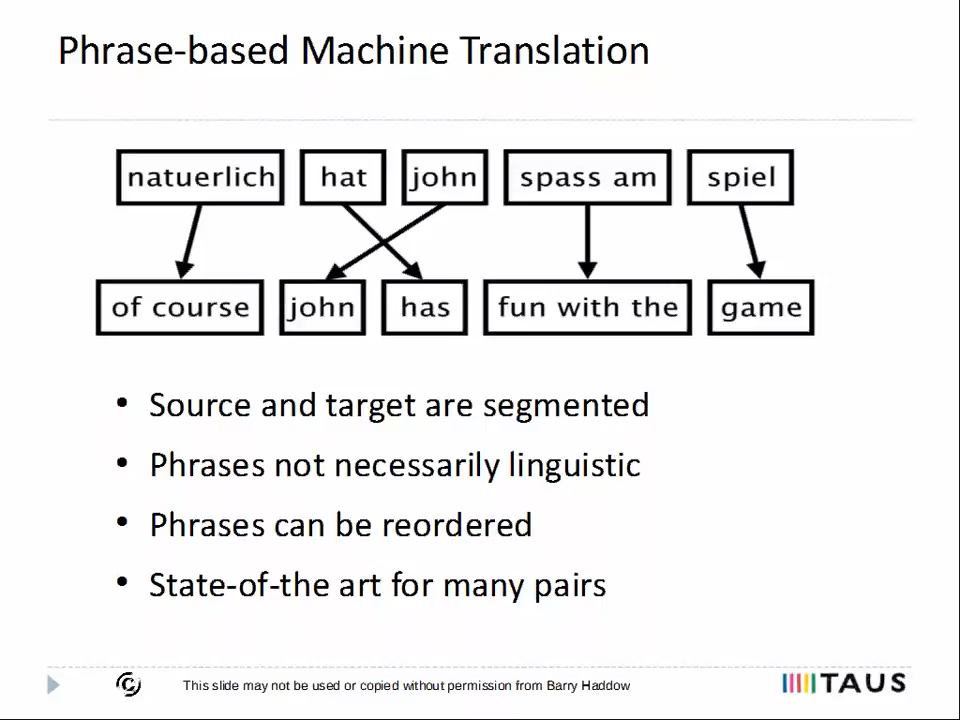 Phrase-based Machine Translation
natuerlich hat john spass am spiel
of course john has fun with the game
• Source and target are segmented
• Phrases not necessarily linguistic
• Phrases can be reordered
• State-of-the art for many pairs
© This slide may not be used or copied without permission from Barry Haddow TAUS